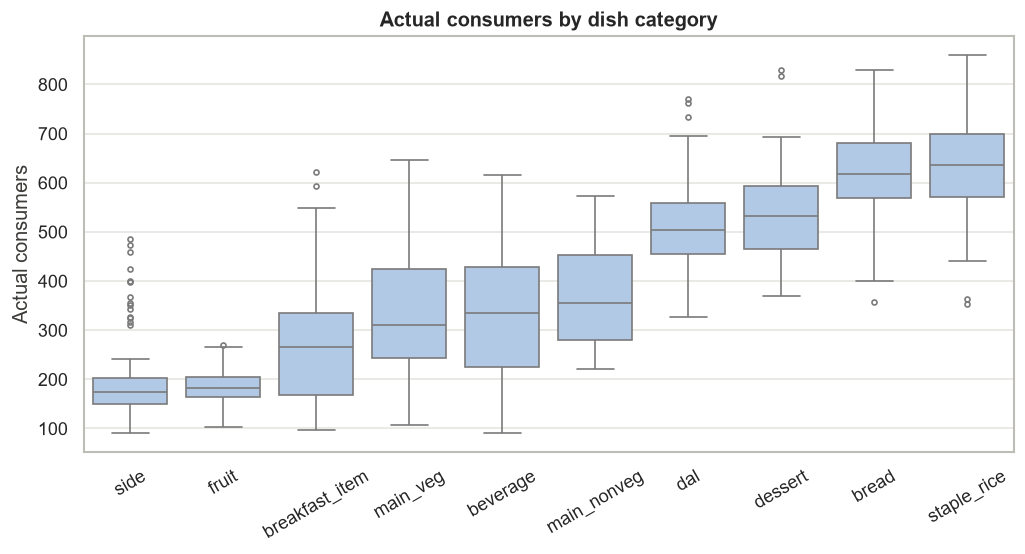 Actual consumers by dish category
Actual consumers
800
700
600
500
400
300
200
100
side
fruit
breakfast_item
main_veg
beverage
main_nonveg
dal
dessert
bread
staple_rice